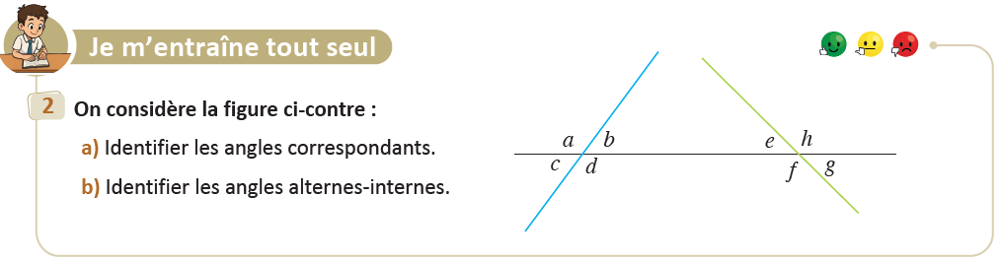 Je m’entraîne tout seul
2 On considère la figure ci-contre :
a) Identifier les angles correspondants.
b) Identifier les angles alternes-internes.
a b
c d
e h
f g